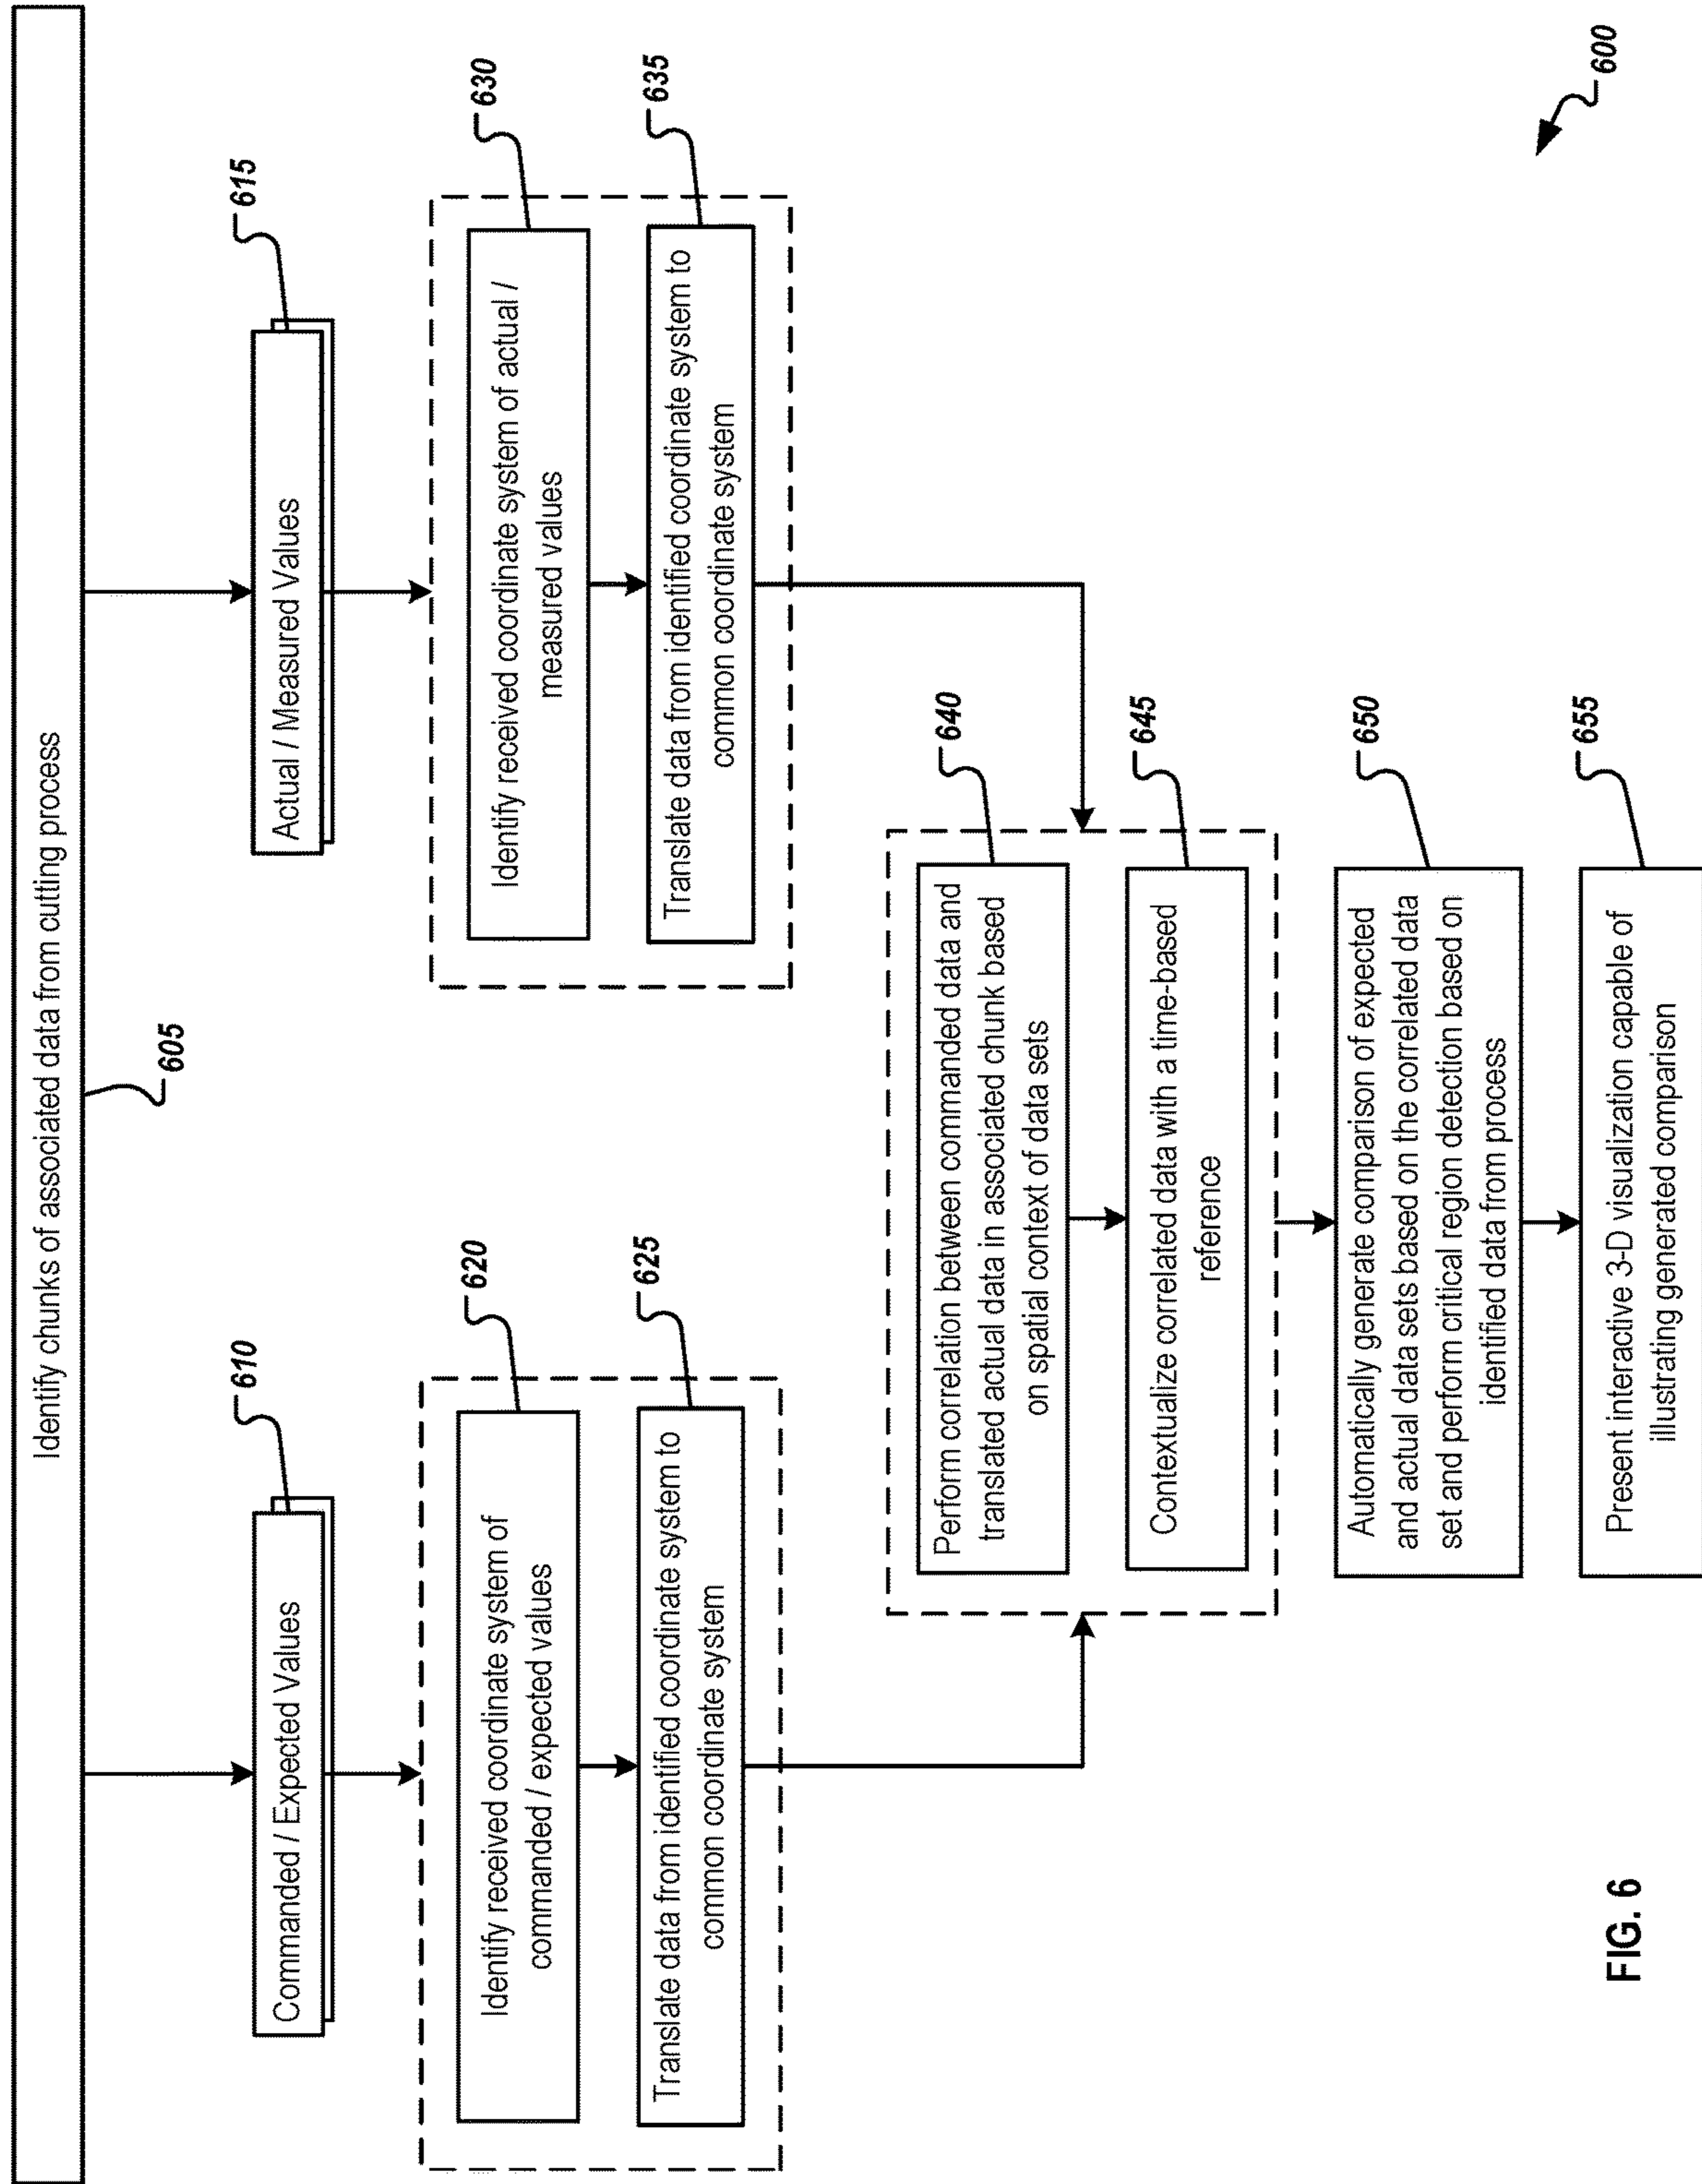 Identify chunks of associated data from cutting process
605
610
Commanded / Expected Values
615
Actual / Measured Values
620
Identify received coordinate system of
commanded / expected values
625
Translate data from identified coordinate system to
common coordinate system
630
Identify received coordinate system of actual /
measured values
635
Translate data from identified coordinate system to
common coordinate system
640
Perform correlation between commanded data and
translated actual data in associated chunk based
on spatial context of data sets
645
Contextualize correlated data with a time-based
reference
650
Automatically generate comparison of expected
and actual data sets based on the correlated data
set and perform critical region detection based on
identified data from process
655
Present interactive 3-D visualization capable of
illustrating generated comparison
600
FIG. 6